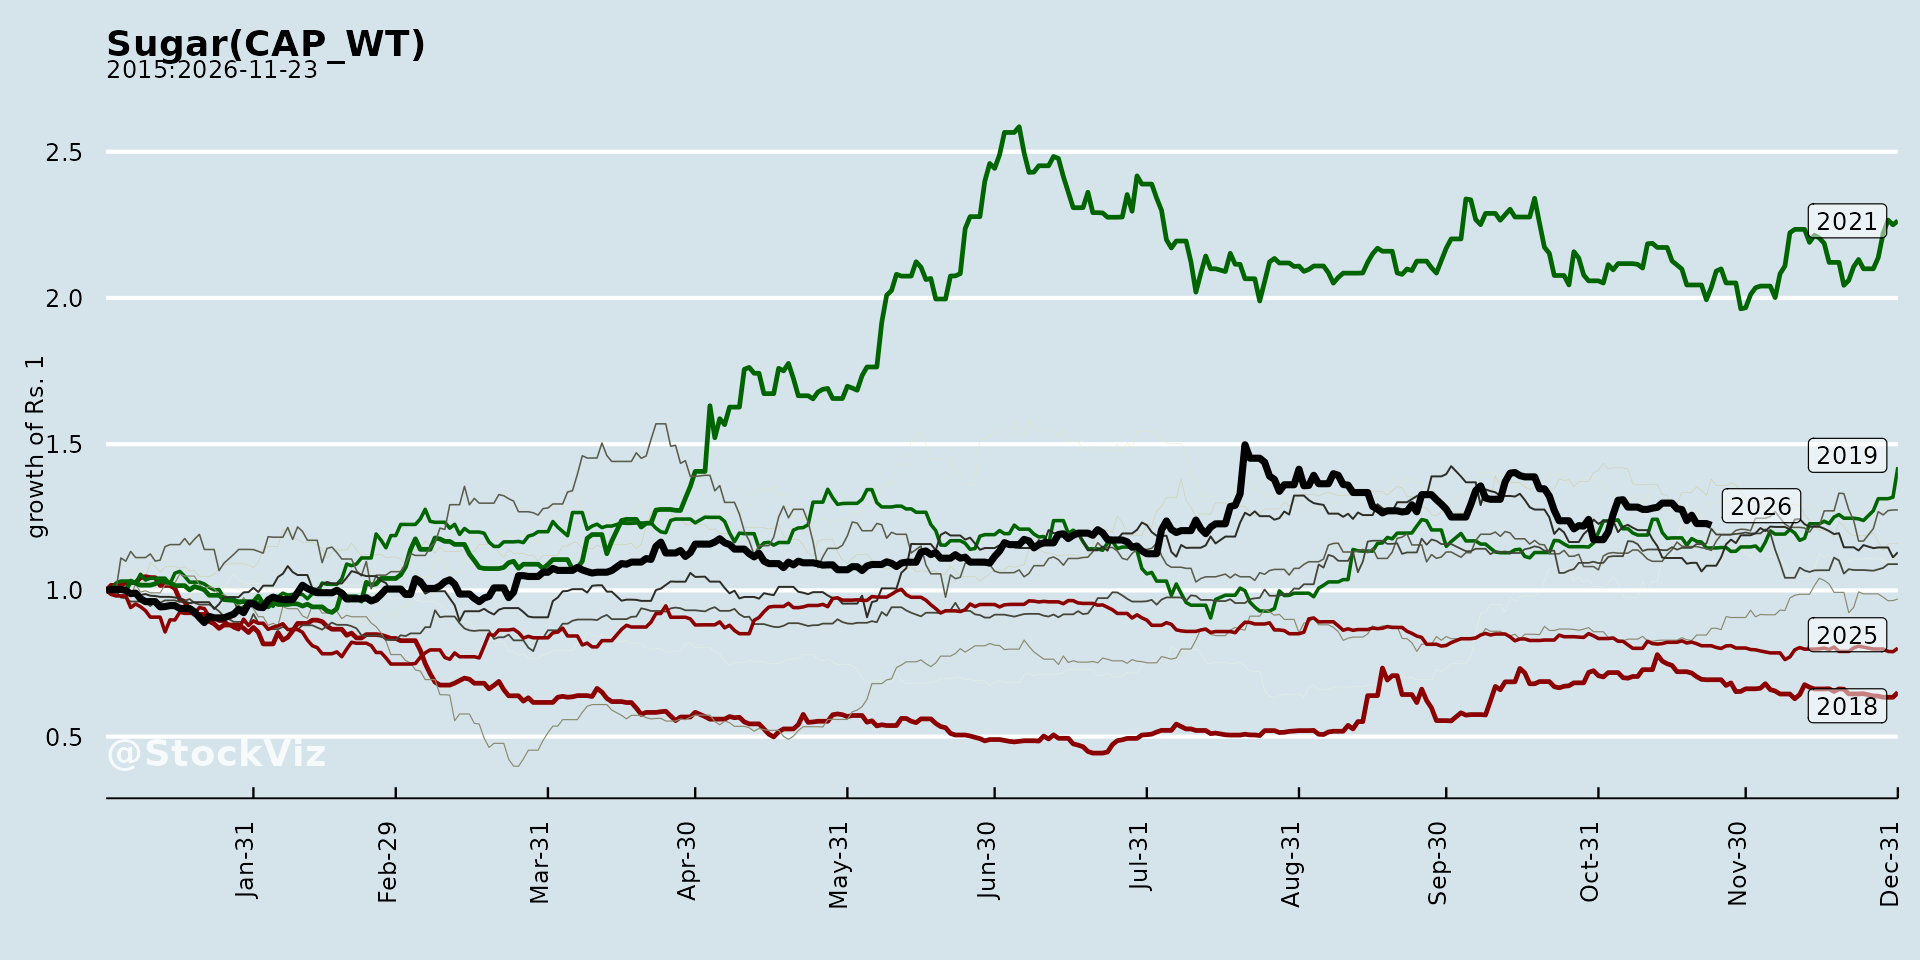 Sugar(CAP_WT)
2015:2026-11-23
growth of Rs. 1
2.5
2.0
1.5
1.0
0.5
2021
2019
2026
2025
2018
@StockViz
Jan-31
Feb-29
Mar-31
Apr-30
May-31
Jun-30
Jul-31
Aug-31
Sep-30
Oct-31
Nov-30
Dec-31